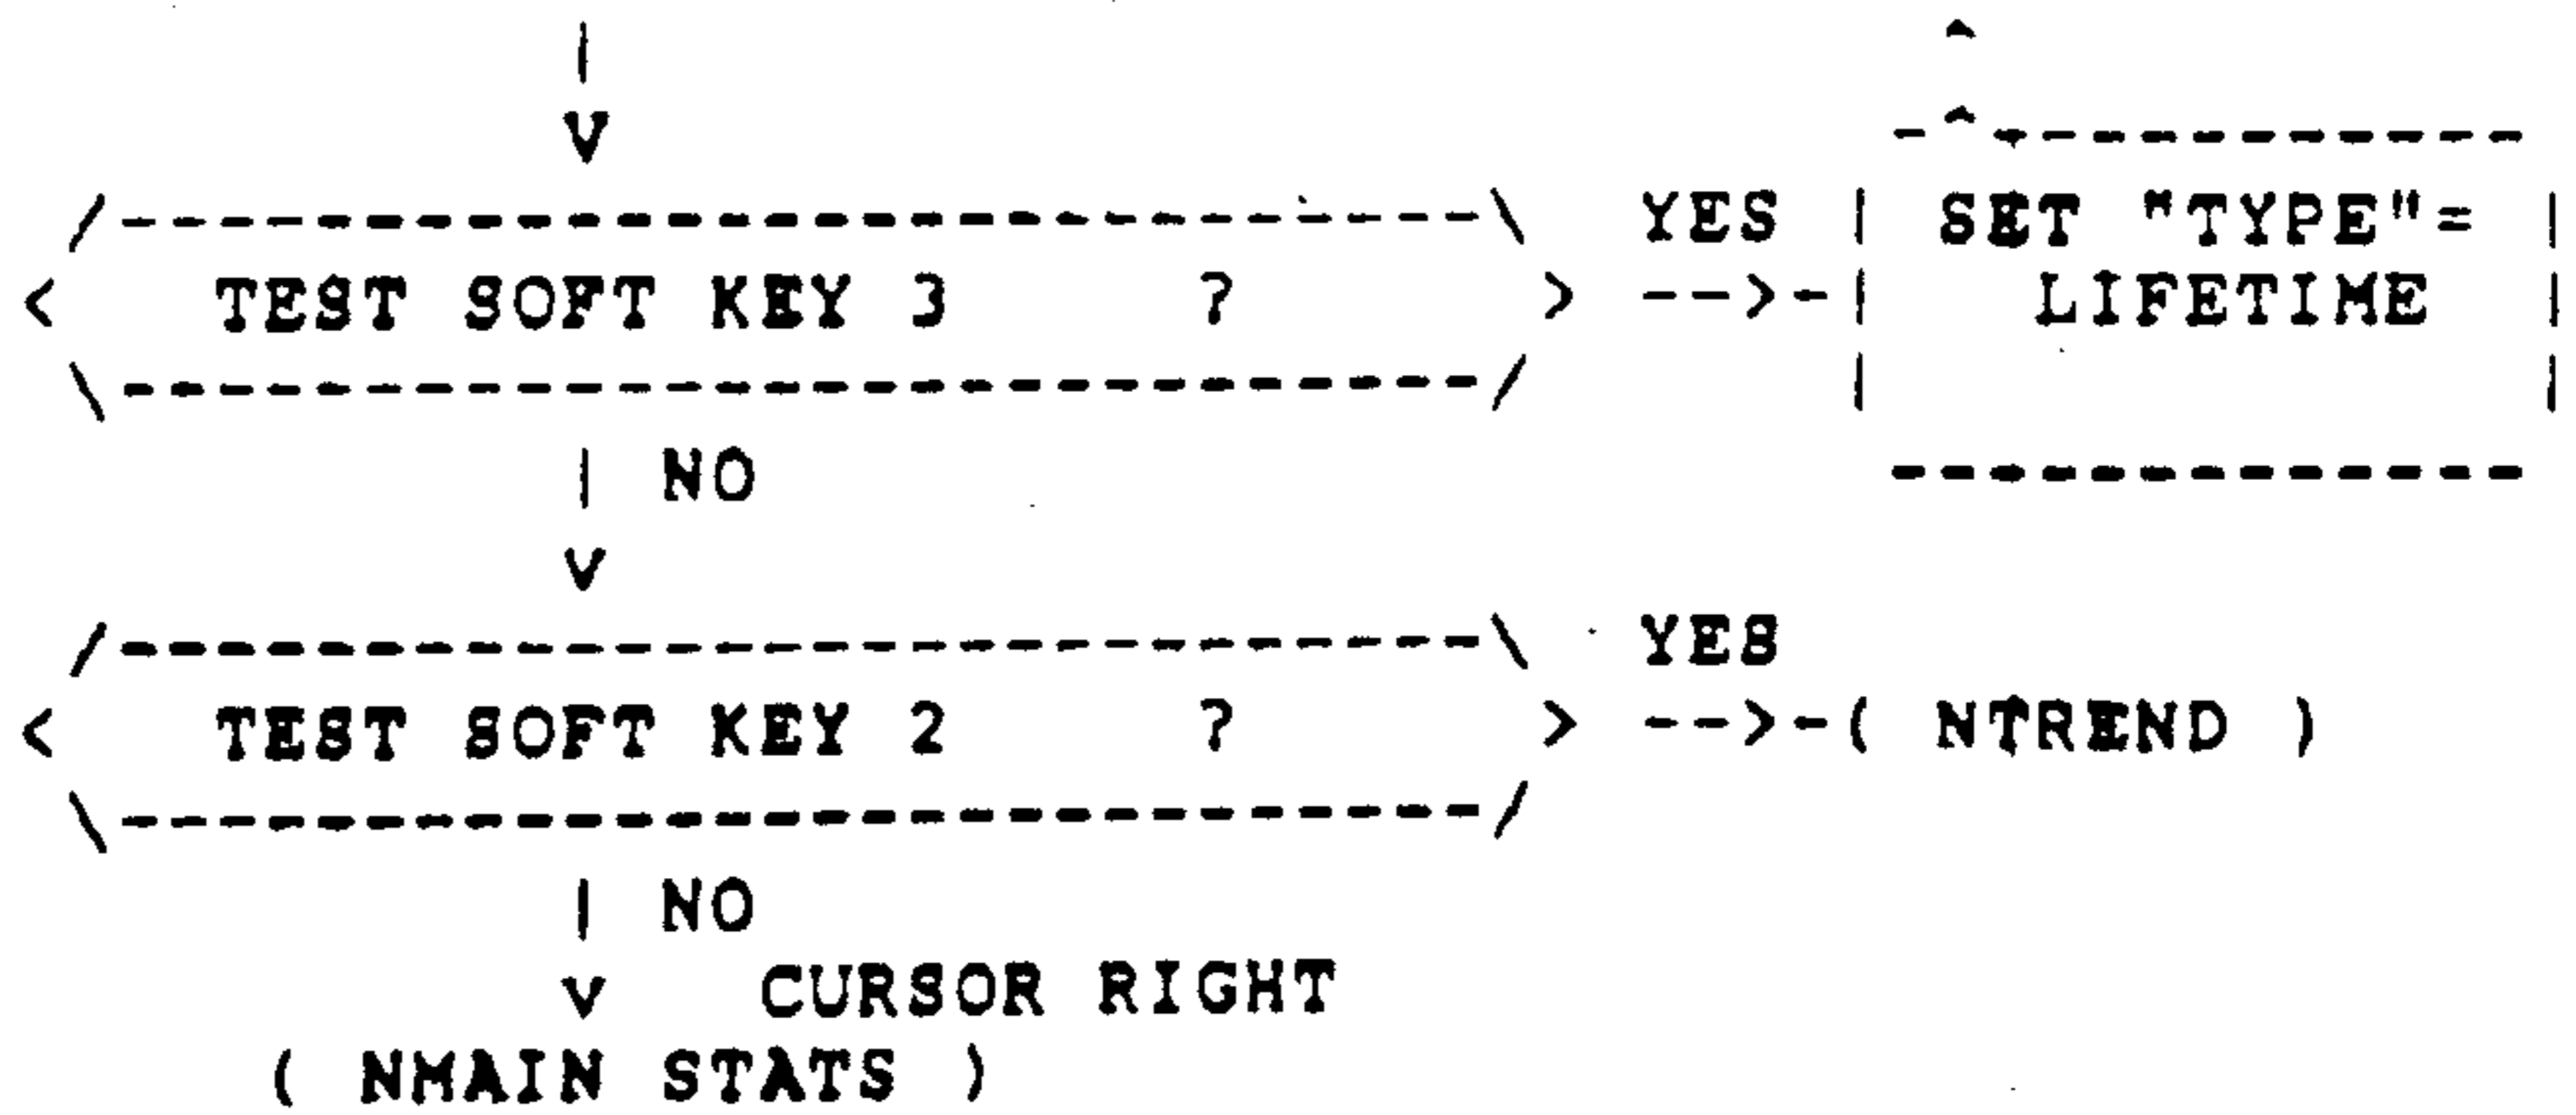 |                                                       ^
V                                                      -^-----------
/----------------------------\  YES | SET "TYPE"= |
<   TEST SOFT KEY 3     ?      > -->-|   LIFETIME  |
\----------------------------/      |             |
| NO                          -------------
V
/----------------------------\  YES
<   TEST SOFT KEY 2     ?      > -->-( NTREND )
\----------------------------/
| NO
V   CURSOR RIGHT
( NMAIN STATS )